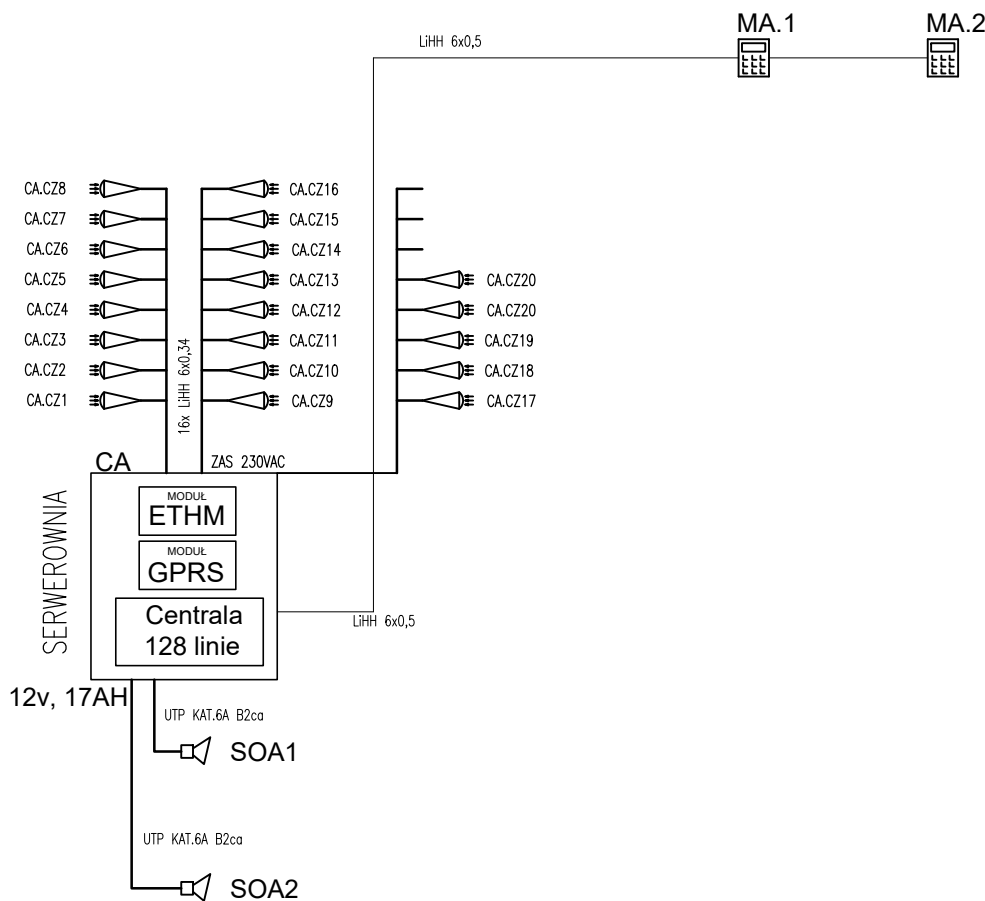 MA.1
MA.2
LiHH 6x0,5
CA.CZ8
CA.CZ7
CA.CZ6
CA.CZ5
CA.CZ4
CA.CZ3
CA.CZ2
CA.CZ1
16x LiHH 6x0,34
CA.CZ16
CA.CZ15
CA.CZ14
CA.CZ13
CA.CZ12
CA.CZ11
CA.CZ10
CA.CZ9
CA.CZ20
CA.CZ20
CA.CZ19
CA.CZ18
CA.CZ17
CA
ZAS 230VAC
SERWEROWNIA
MODUŁ
ETHM
MODUŁ
GPRS
Centrala
128 linie
LiHH 6x0,5
12v, 17AH
UTP KAT.6A B2ca
SOA1
UTP KAT.6A B2ca
SOA2